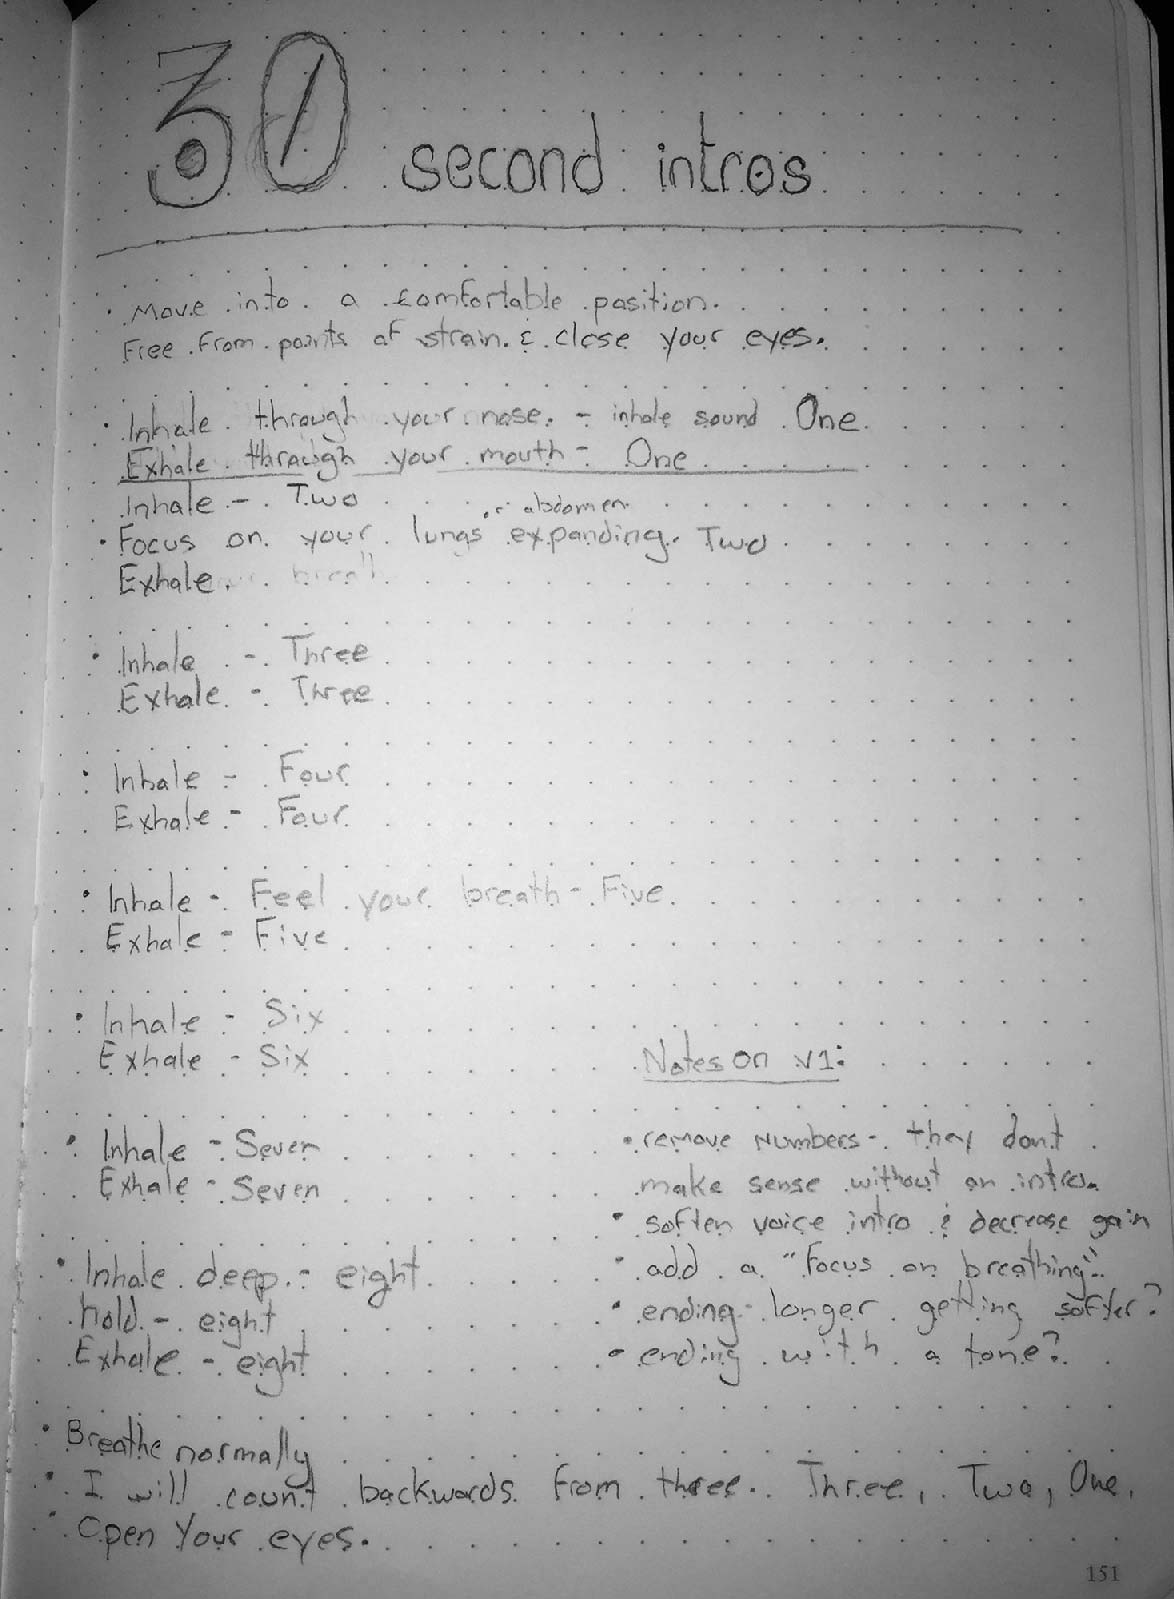 30 second intros
• Move into a comfortable position.
Free from points of strain & close your eyes.
• Inhale through your nose. - inhale sound One
Exhale through your mouth - One
Inhale - Two
or abdomen
• Focus on your lungs expanding. Two
Exhale. breath
• Inhale - Three
Exhale - Three
• Inhale - Four
Exhale - Four
• Inhale - Feel your breath - Five
Exhale - Five
• Inhale - Six
Exhale - Six
• Inhale - Seven
Exhale - Seven
• Inhale deep - eight
hold - eight
Exhale - eight
• Breathe normally
• I will count backwards from three. Three, Two, One,
• Open Your eyes.
Notes on v1:
• remove numbers - they dont
make sense without an intro.
• soften voice intro & decrease gain
• add a "focus on breathing"
• ending longer getting softer?
• ending with a tone?
151